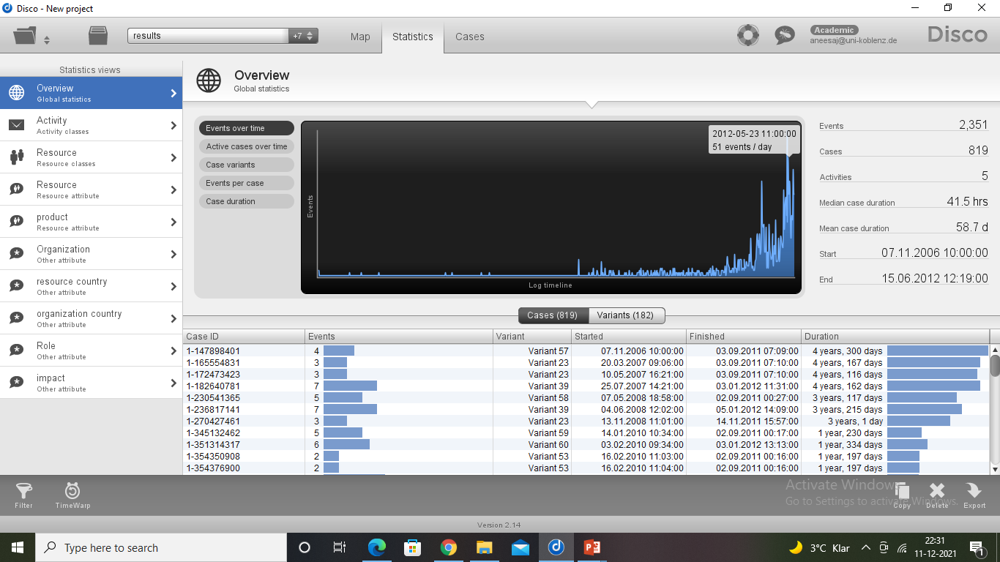 Disco - New project
results
+7
Map
Statistics
Cases
Academic
aneesaj@uni-koblenz.de
Disco
Statistics views
Overview
Global statistics
Activity
Activity classes
Resource
Resource classes
Resource
Resource attribute
product
Resource attribute
Organization
Other attribute
resource country
Other attribute
organization country
Other attribute
Role
Other attribute
impact
Other attribute
Overview
Global statistics
Events over time
Active cases over time
Case variants
Events per case
Case duration
Events
2012-05-23 11:00:00
51 events / day
Log timeline
Events 2,351
Cases 819
Activities 5
Median case duration 41.5 hrs
Mean case duration 58.7 d
Start 07.11.2006 10:00:00
End 15.06.2012 12:19:00
Cases (819) Variants (182)
Case ID Events Variant Started Finished Duration
1-147898401 4 Variant 57 07.11.2006 10:00:00 03.09.2011 07:09:00 4 years, 300 days
1-165554831 3 Variant 23 20.03.2007 09:06:00 03.09.2011 07:10:00 4 years, 167 days
1-172473423 3 Variant 23 10.05.2007 16:21:00 03.09.2011 07:10:00 4 years, 116 days
1-182640781 7 Variant 39 25.07.2007 14:21:00 03.01.2012 11:31:00 4 years, 162 days
1-230541365 5 Variant 58 07.05.2008 18:58:00 02.09.2011 00:27:00 3 years, 117 days
1-236817141 7 Variant 39 04.06.2008 12:02:00 05.01.2012 14:09:00 3 years, 215 days
1-270427461 3 Variant 23 13.11.2008 11:01:00 14.11.2011 15:57:00 3 years, 1 day
1-345132462 5 Variant 59 14.01.2010 10:34:00 02.09.2011 00:17:00 1 year, 230 days
1-351314317 6 Variant 60 03.02.2010 09:34:00 03.01.2012 13:13:00 1 year, 334 days
1-354350908 2 Variant 53 16.02.2010 11:03:00 02.09.2011 00:16:00 1 year, 197 days
1-354376900 2 Variant 53 16.02.2010 11:04:00 02.09.2011 00:16:00 1 year, 197 days
Filter
TimeWarp
Activate Windows
Go to Settings to activate Windows.
Copy
Delete
Export
Version 2.14
Type here to search
3°C Klar
22:31
11-12-2021
1